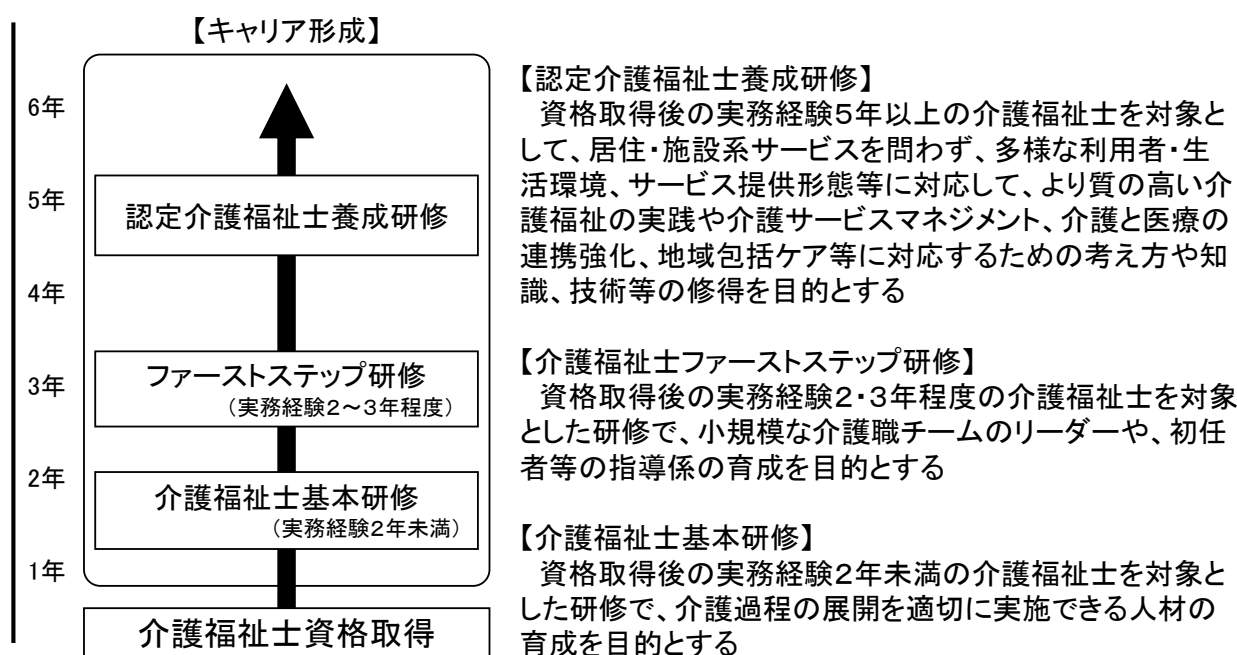 【キャリア形成】
6年
5年
4年
3年
2年
1年
認定介護福祉士養成研修
ファーストステップ研修
(実務経験2~3年程度)
介護福祉士基本研修
(実務経験2年未満)
介護福祉士資格取得
【認定介護福祉士養成研修】
資格取得後の実務経験5年以上の介護福祉士を対象と
して、居住・施設系サービスを問わず、多様な利用者・生
活環境、サービス提供形態等に対応して、より質の高い介
護福祉の実践や介護サービスマネジメント、介護と医療の
連携強化、地域包括ケア等に対応するための考え方や知
識、技術等の修得を目的とする
【介護福祉士ファーストステップ研修】
資格取得後の実務経験2・3年程度の介護福祉士を対象
とした研修で、小規模な介護職チームのリーダーや、初任
者等の指導係の育成を目的とする
【介護福祉士基本研修】
資格取得後の実務経験2年未満の介護福祉士を対象と
した研修で、介護過程の展開を適切に実施できる人材の
育成を目的とする